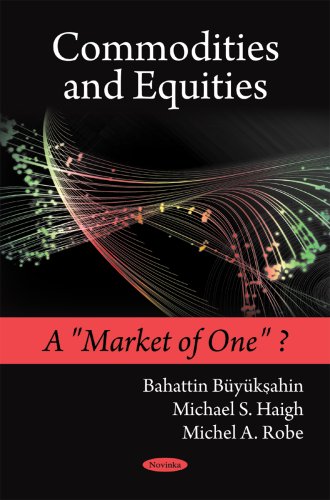 Commodities
and Equities
A "Market of One" ?
Bahattin Büyükşahin
Michael S. Haigh
Michel A. Robe
Novinka